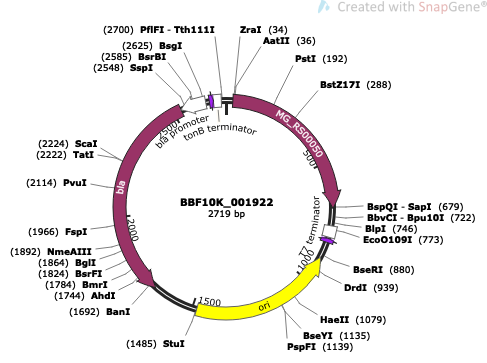 Created with SnapGene®
(2700) PflFI - Tth111I
(2625) BsgI
(2585) BsrBI
(2548) SspI
ZraI (34)
AatII (36)
PstI (192)
BstZ17I (288)
(2224) ScaI
(2222) TatI
(2114) PvuI
(1966) FspI
(1892) NmeAIII
(1864) BglI
(1824) BsrFI
(1784) BmrI
(1744) AhdI
(1692) BanI
(1485) StuI
BspQI - SapI (679)
BbvCI - Bpu10I (722)
BlpI (746)
EcoO109I (773)
BseRI (880)
DrdI (939)
HaeII (1079)
BseYI (1135)
PspFI (1139)
bla promoter
tonB terminator
MG_RS00050
T7 terminator
bla
ori
500
1000
1500
2000
2500
BBF10K_001922
2719 bp